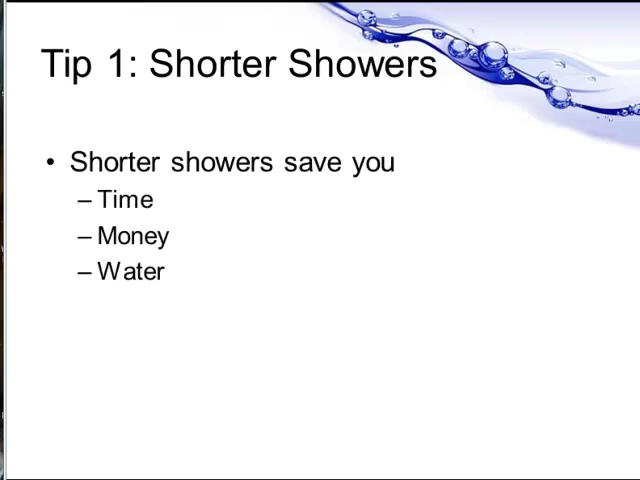 Tip 1: Shorter Showers
• Shorter showers save you
– Time
– Money
– Water